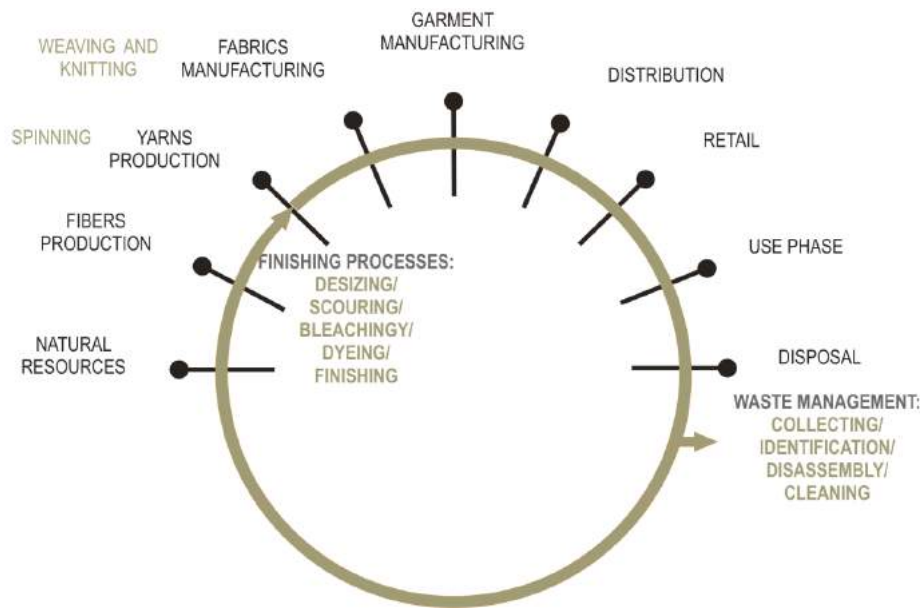 GARMENT
MANUFACTURING
WEAVING AND
KNITTING
FABRICS
MANUFACTURING
DISTRIBUTION
SPINNING
YARNS
PRODUCTION
RETAIL
FIBERS
PRODUCTION
USE PHASE
FINISHING PROCESSES:
DESIZING/
SCOURING/
BLEACHINGY/
DYEING/
FINISHING
NATURAL
RESOURCES
DISPOSAL
WASTE MANAGEMENT:
COLLECTING/
IDENTIFICATION/
DISASSEMBLY/
CLEANING